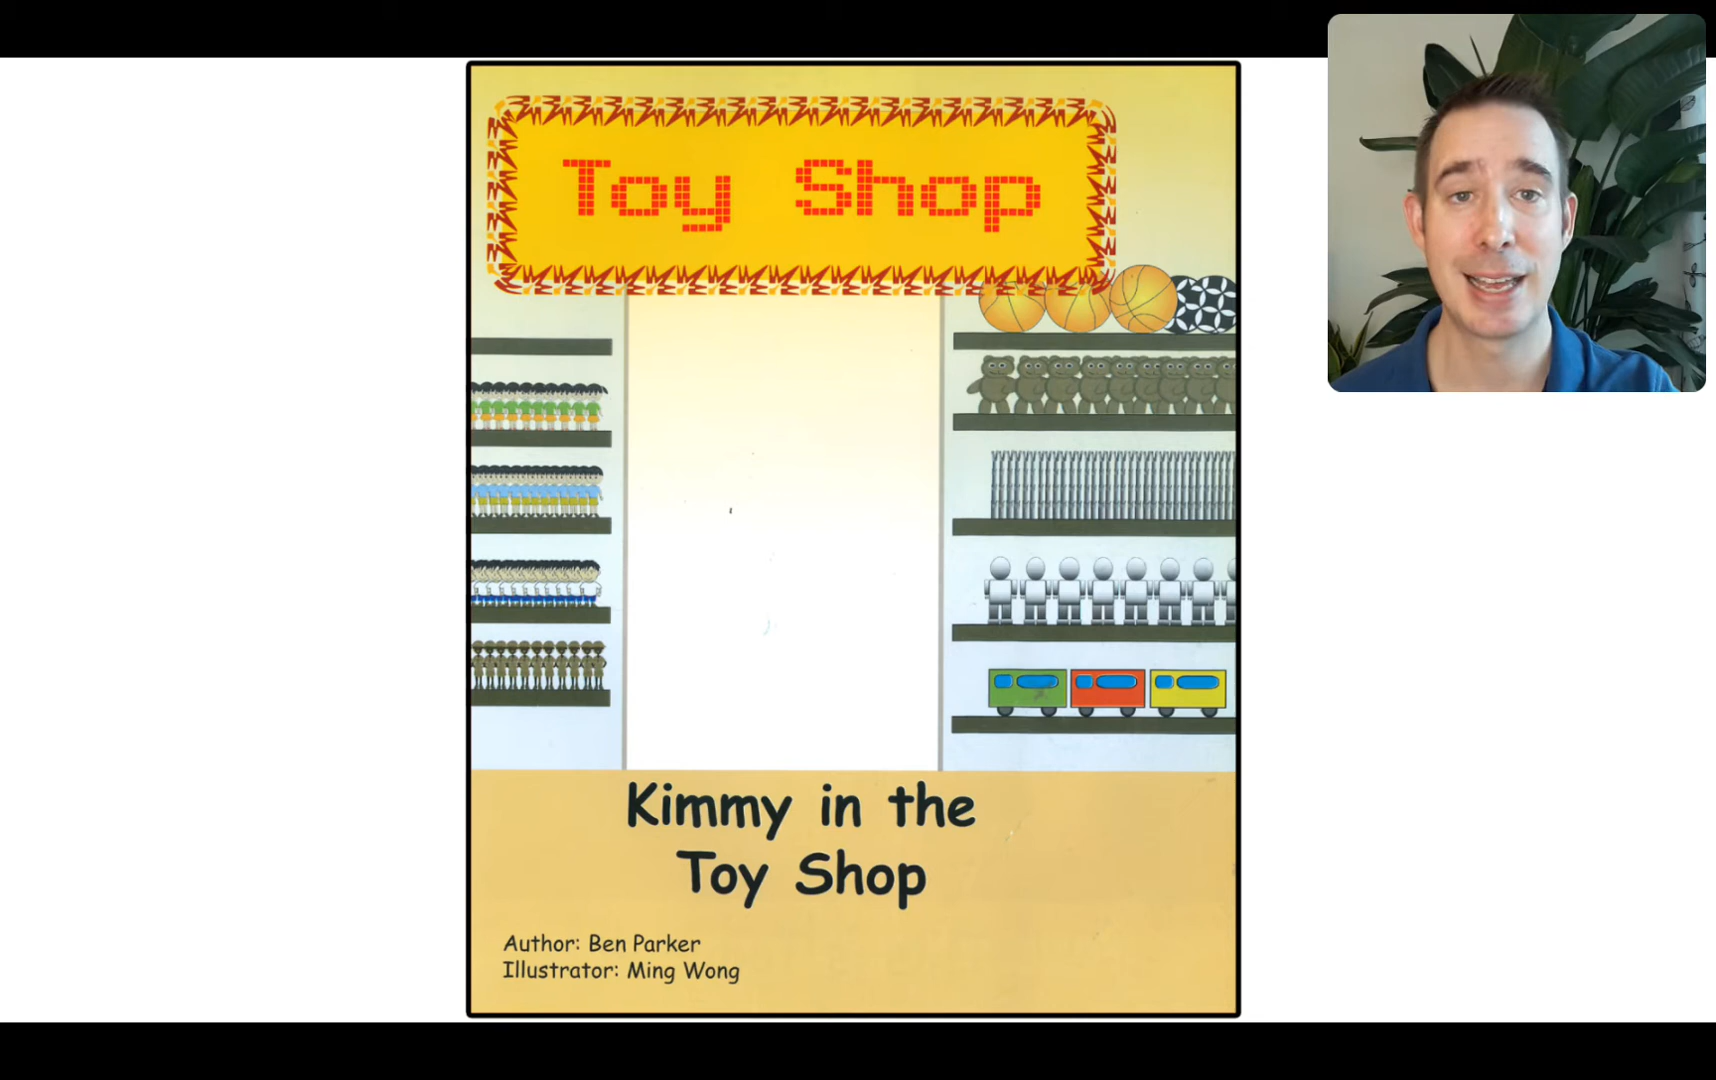 Toy Shop
Kimmy in the
Toy Shop
Author: Ben Parker
Illustrator: Ming Wong